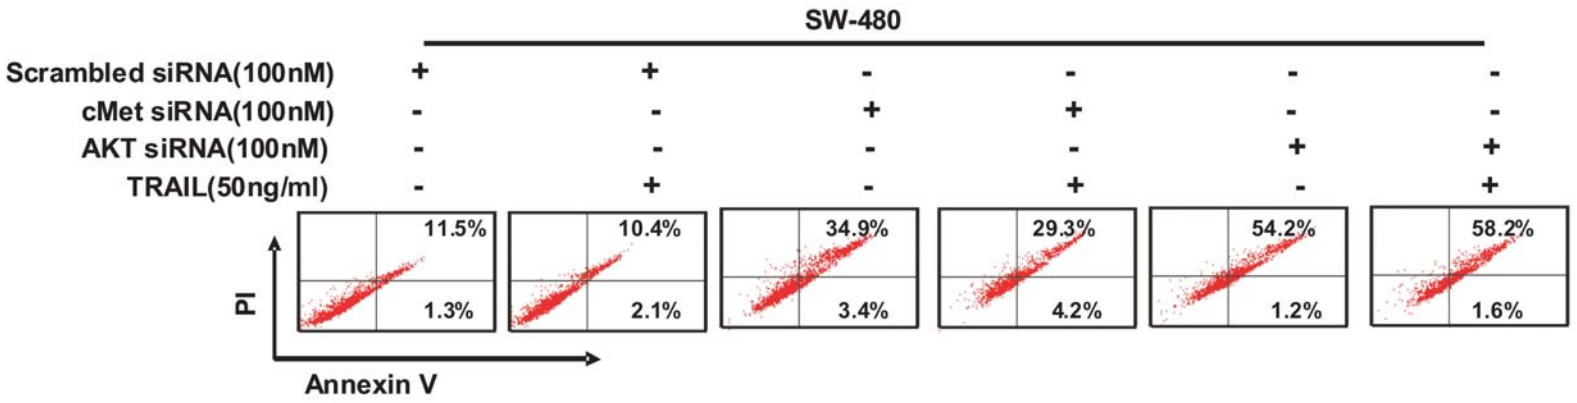 SW-480
Scrambled siRNA(100nM) + + - - - -
cMet siRNA(100nM) - - + + - -
AKT siRNA(100nM) - - - - + +
TRAIL(50ng/ml) - + - + - +
11.5% 10.4% 34.9% 29.3% 54.2% 58.2%
PI
1.3% 2.1% 3.4% 4.2% 1.2% 1.6%
Annexin V